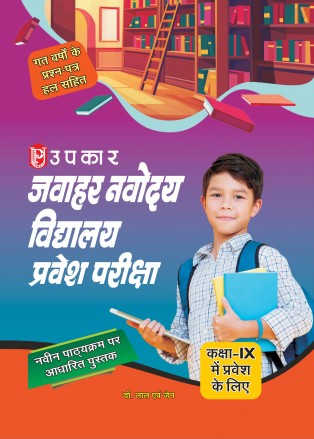 गत वर्षों के
प्रश्न-पत्र
हल सहित
उपकार
जवाहर नवोदय
विद्यालय
प्रवेश परीक्षा
नवीन पाठ्यक्रम पर
आधारित पुस्तक
कक्षा-IX
में प्रवेश
के लिए
डॉ. लाल एवं जैन